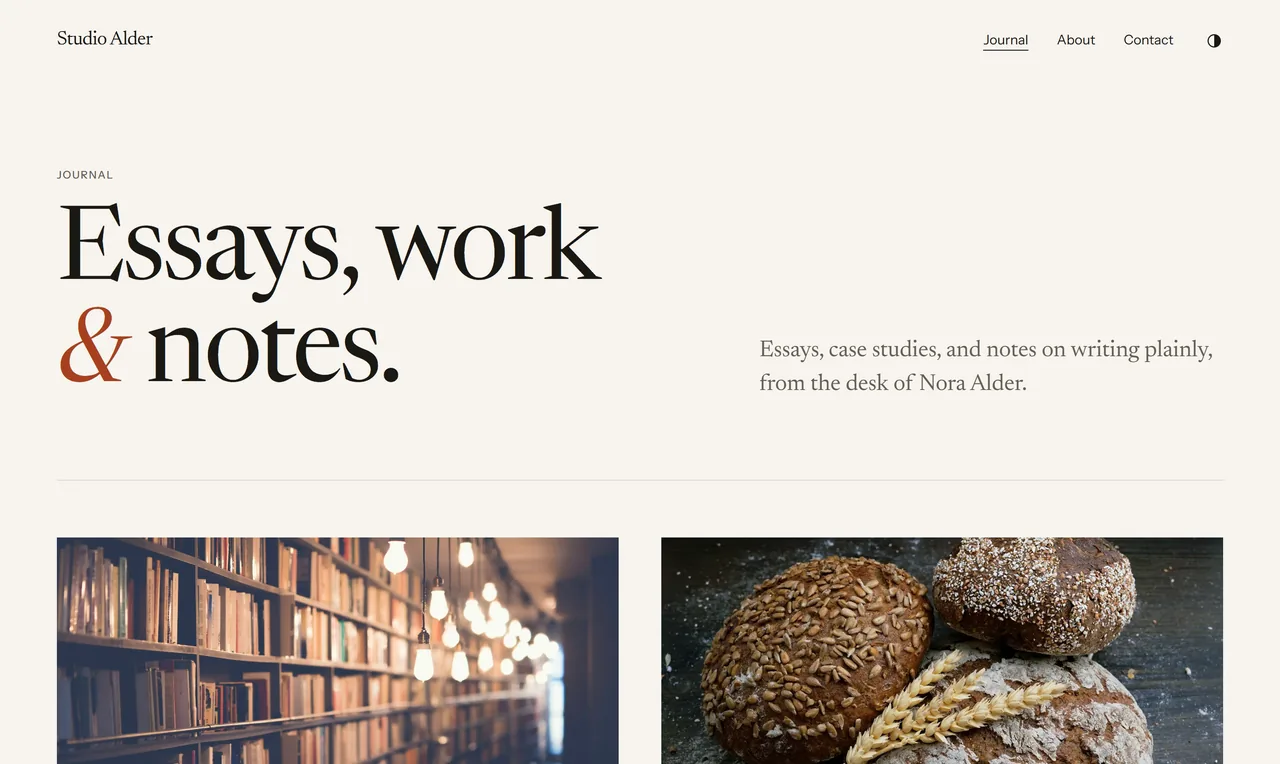 Studio Alder
Journal About Contact
JOURNAL
Essays, work
& notes.
Essays, case studies, and notes on writing plainly,
from the desk of Nora Alder.